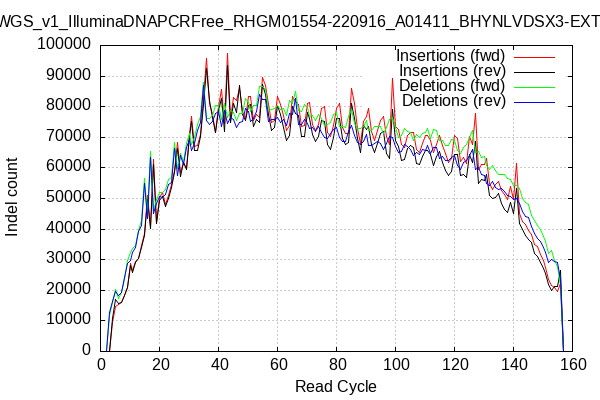 WGS_v1_IlluminaDNAPCRFree_RHGM01554-220916_A01411_BHYNLVDSX3-EXT
Insertions (fwd)
Insertions (rev)
Deletions (fwd)
Deletions (rev)
100000
90000
80000
70000
60000
50000
40000
30000
20000
10000
0
Indel count
0 20 40 60 80 100 120 140 160
Read Cycle